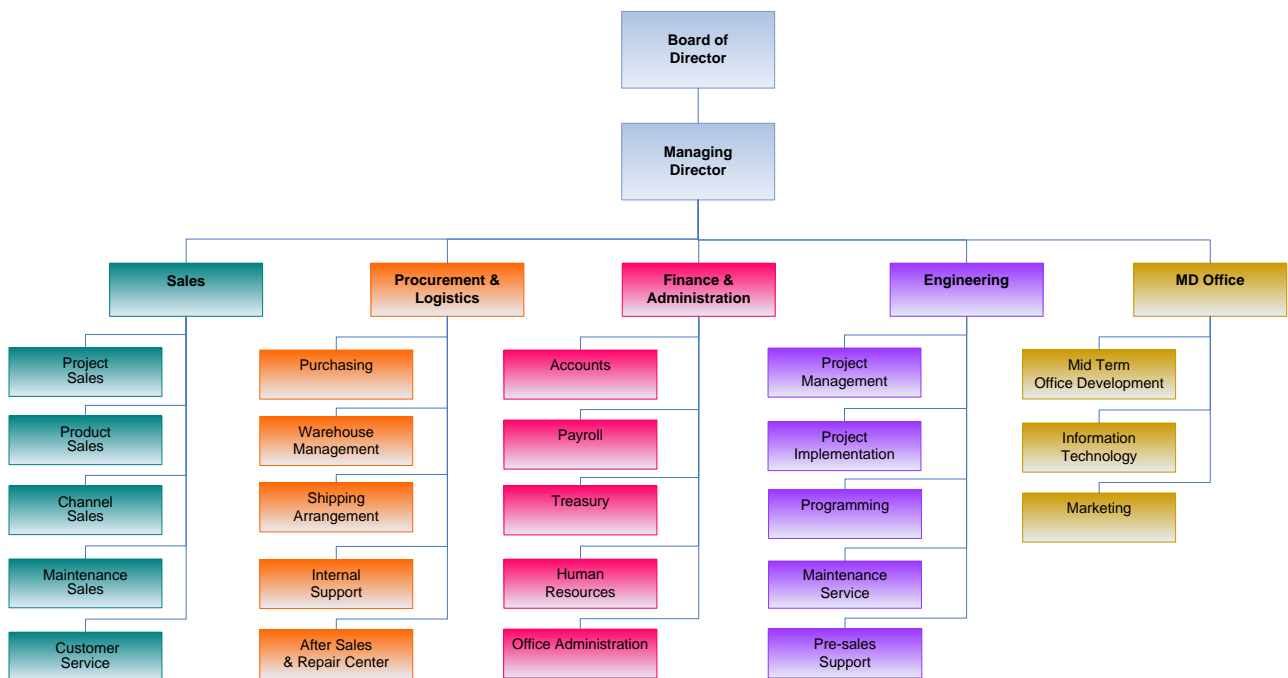 Board of
Director
Managing
Director
Sales
Procurement &
Logistics
Finance &
Administration
Engineering
MD Office
Project
Sales
Product
Sales
Channel
Sales
Maintenance
Sales
Customer
Service
Purchasing
Warehouse
Management
Shipping
Arrangement
Internal
Support
After Sales
& Repair Center
Accounts
Payroll
Treasury
Human
Resources
Office Administration
Project
Management
Project
Implementation
Programming
Maintenance
Service
Pre-sales
Support
Mid Term
Office Development
Information
Technology
Marketing